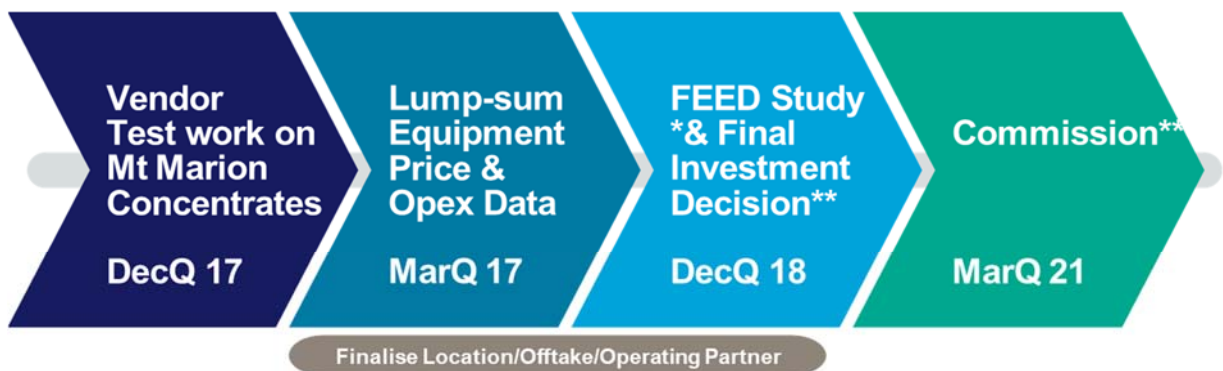 Vendor
Test work on
Mt Marion
Concentrates
DecQ 17
Lump-sum
Equipment
Price &
Opex Data
MarQ 17
FEED Study
*& Final
Investment
Decision**
DecQ 18
Commission**
MarQ 21
Finalise Location/Offtake/Operating Partner